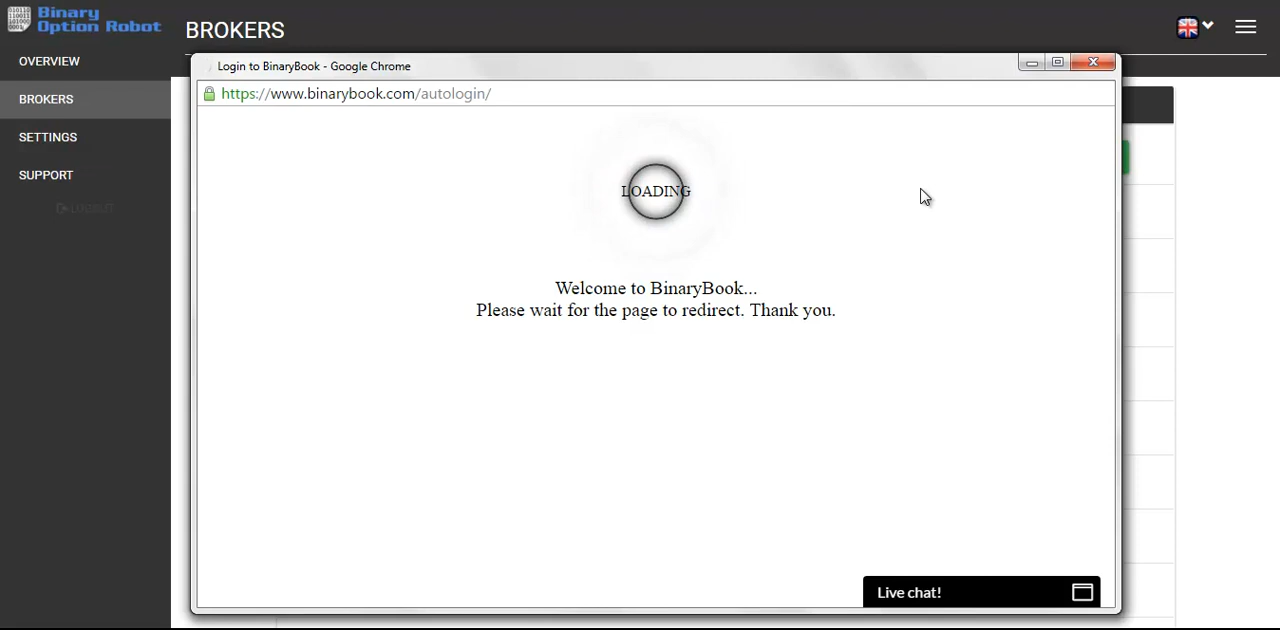 Binary
Option Robot
BROKERS
OVERVIEW
BROKERS
SETTINGS
SUPPORT
LOGOUT
Login to BinaryBook - Google Chrome
https://www.binarybook.com/autologin/
LOADING
Welcome to BinaryBook...
Please wait for the page to redirect. Thank you.
Live chat!